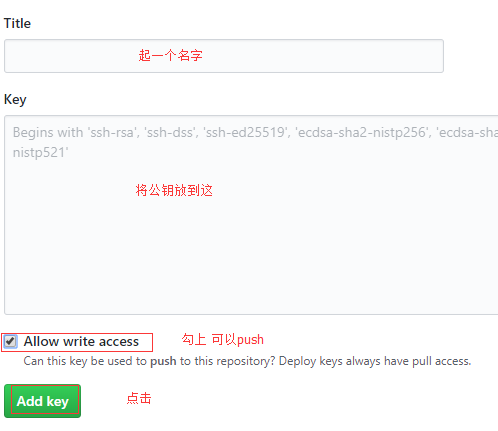 Title
起一个名字
Key
Begins with 'ssh-rsa', 'ssh-dss', 'ssh-ed25519', 'ecdsa-sha2-nistp256', 'ecdsa-sha
nistp521'
将公钥放到这
Allow write access 勾上 可以push
Can this key be used to push to this repository? Deploy keys always have pull access.
Add key 点击